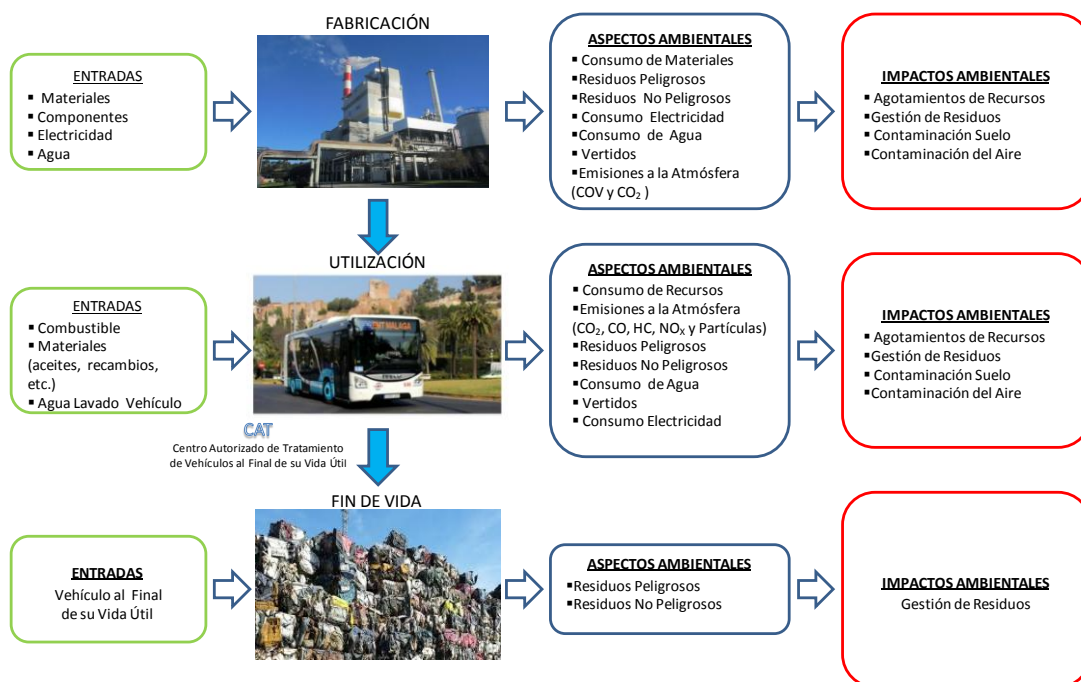 FABRICACIÓN
ENTRADAS
▪ Materiales
▪ Componentes
▪ Electricidad
▪ Agua
ASPECTOS AMBIENTALES
▪ Consumo de Materiales
▪ Residuos Peligrosos
▪ Residuos No Peligrosos
▪ Consumo Electricidad
▪ Consumo de Agua
▪ Vertidos
▪ Emisiones a la Atmósfera
(COV y CO₂ )
IMPACTOS AMBIENTALES
▪ Agotamientos de Recursos
▪ Gestión de Residuos
▪ Contaminación Suelo
▪ Contaminación del Aire
UTILIZACIÓN
ENTRADAS
▪ Combustible
▪ Materiales
(aceites, recambios,
etc.)
▪ Agua Lavado Vehículo
EMT MALAGA
ASPECTOS AMBIENTALES
▪ Consumo de Recursos
▪ Emisiones a la Atmósfera
(CO₂, CO, HC, NOₓ y Partículas)
▪ Residuos Peligrosos
▪ Residuos No Peligrosos
▪ Consumo de Agua
▪ Vertidos
▪ Consumo Electricidad
IMPACTOS AMBIENTALES
▪ Agotamientos de Recursos
▪ Gestión de Residuos
▪ Contaminación Suelo
▪ Contaminación del Aire
CAT
Centro Autorizado de Tratamiento
de Vehículos al Final de su Vida Útil
FIN DE VIDA
ENTRADAS
Vehículo al Final
de su Vida Útil
ASPECTOS AMBIENTALES
▪ Residuos Peligrosos
▪ Residuos No Peligrosos
IMPACTOS AMBIENTALES
Gestión de Residuos